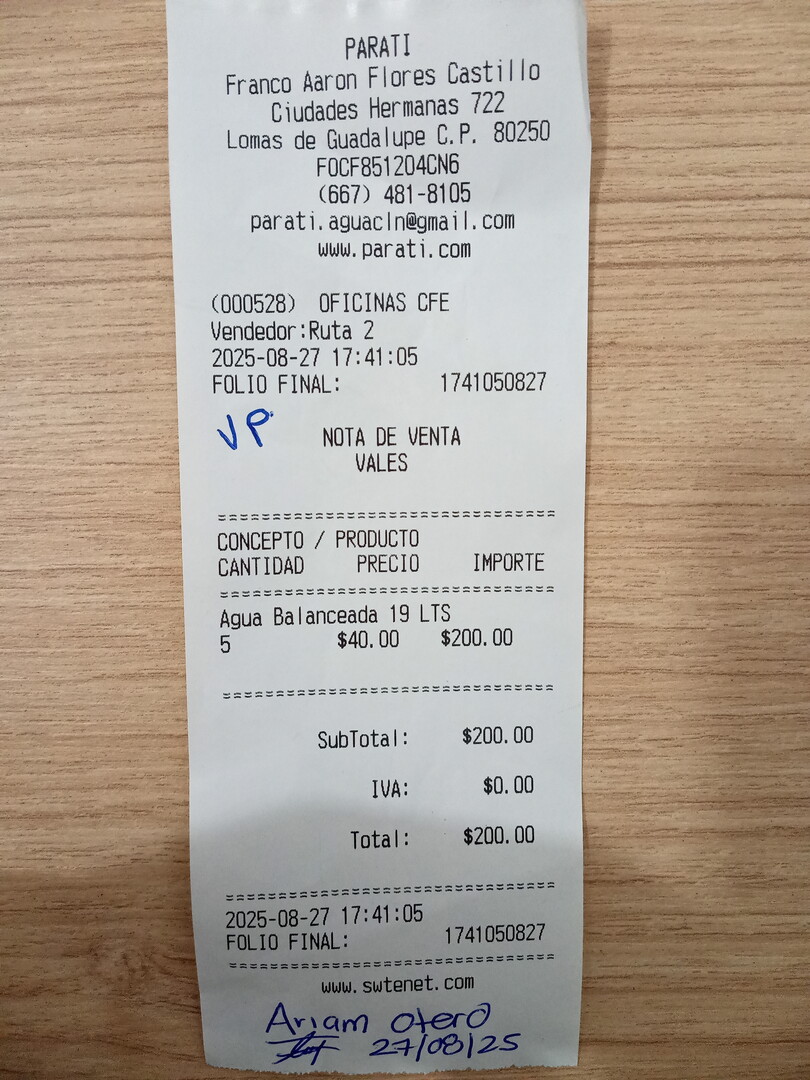 PARATI
Franco Aaron Flores Castillo
Ciudades Hermanas 722
Lomas de Guadalupe C.P. 80250
FOCF851204CN6
(667) 481-8105
parati.aguacln@gmail.com
www.parati.com
(000528) OFICINAS CFE
Vendedor:Ruta 2
2025-08-27 17:41:05
FOLIO FINAL: 1741050827
VP
NOTA DE VENTA
VALES
================================
CONCEPTO / PRODUCTO
CANTIDAD PRECIO IMPORTE
================================
Agua Balanceada 19 LTS
5 $40.00 $200.00
================================
SubTotal: $200.00
IVA: $0.00
Total: $200.00
================================
2025-08-27 17:41:05
FOLIO FINAL: 1741050827
================================
www.swtenet.com
Ariam Otero
27/08/25